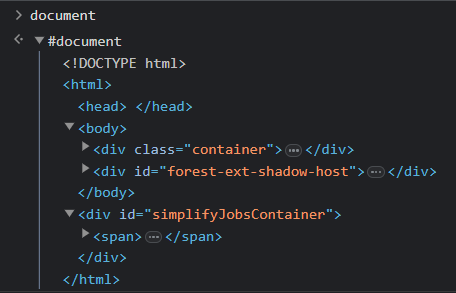 > document
<· ▼ #document
<!DOCTYPE html>
<html>
<head> </head>
▼ <body>
▶ <div class="container"> ⋯ </div>
▶ <div id="forest-ext-shadow-host"> ⋯ </div>
</body>
▼ <div id="simplifyJobsContainer">
▶ <span> ⋯ </span>
</div>
</html>